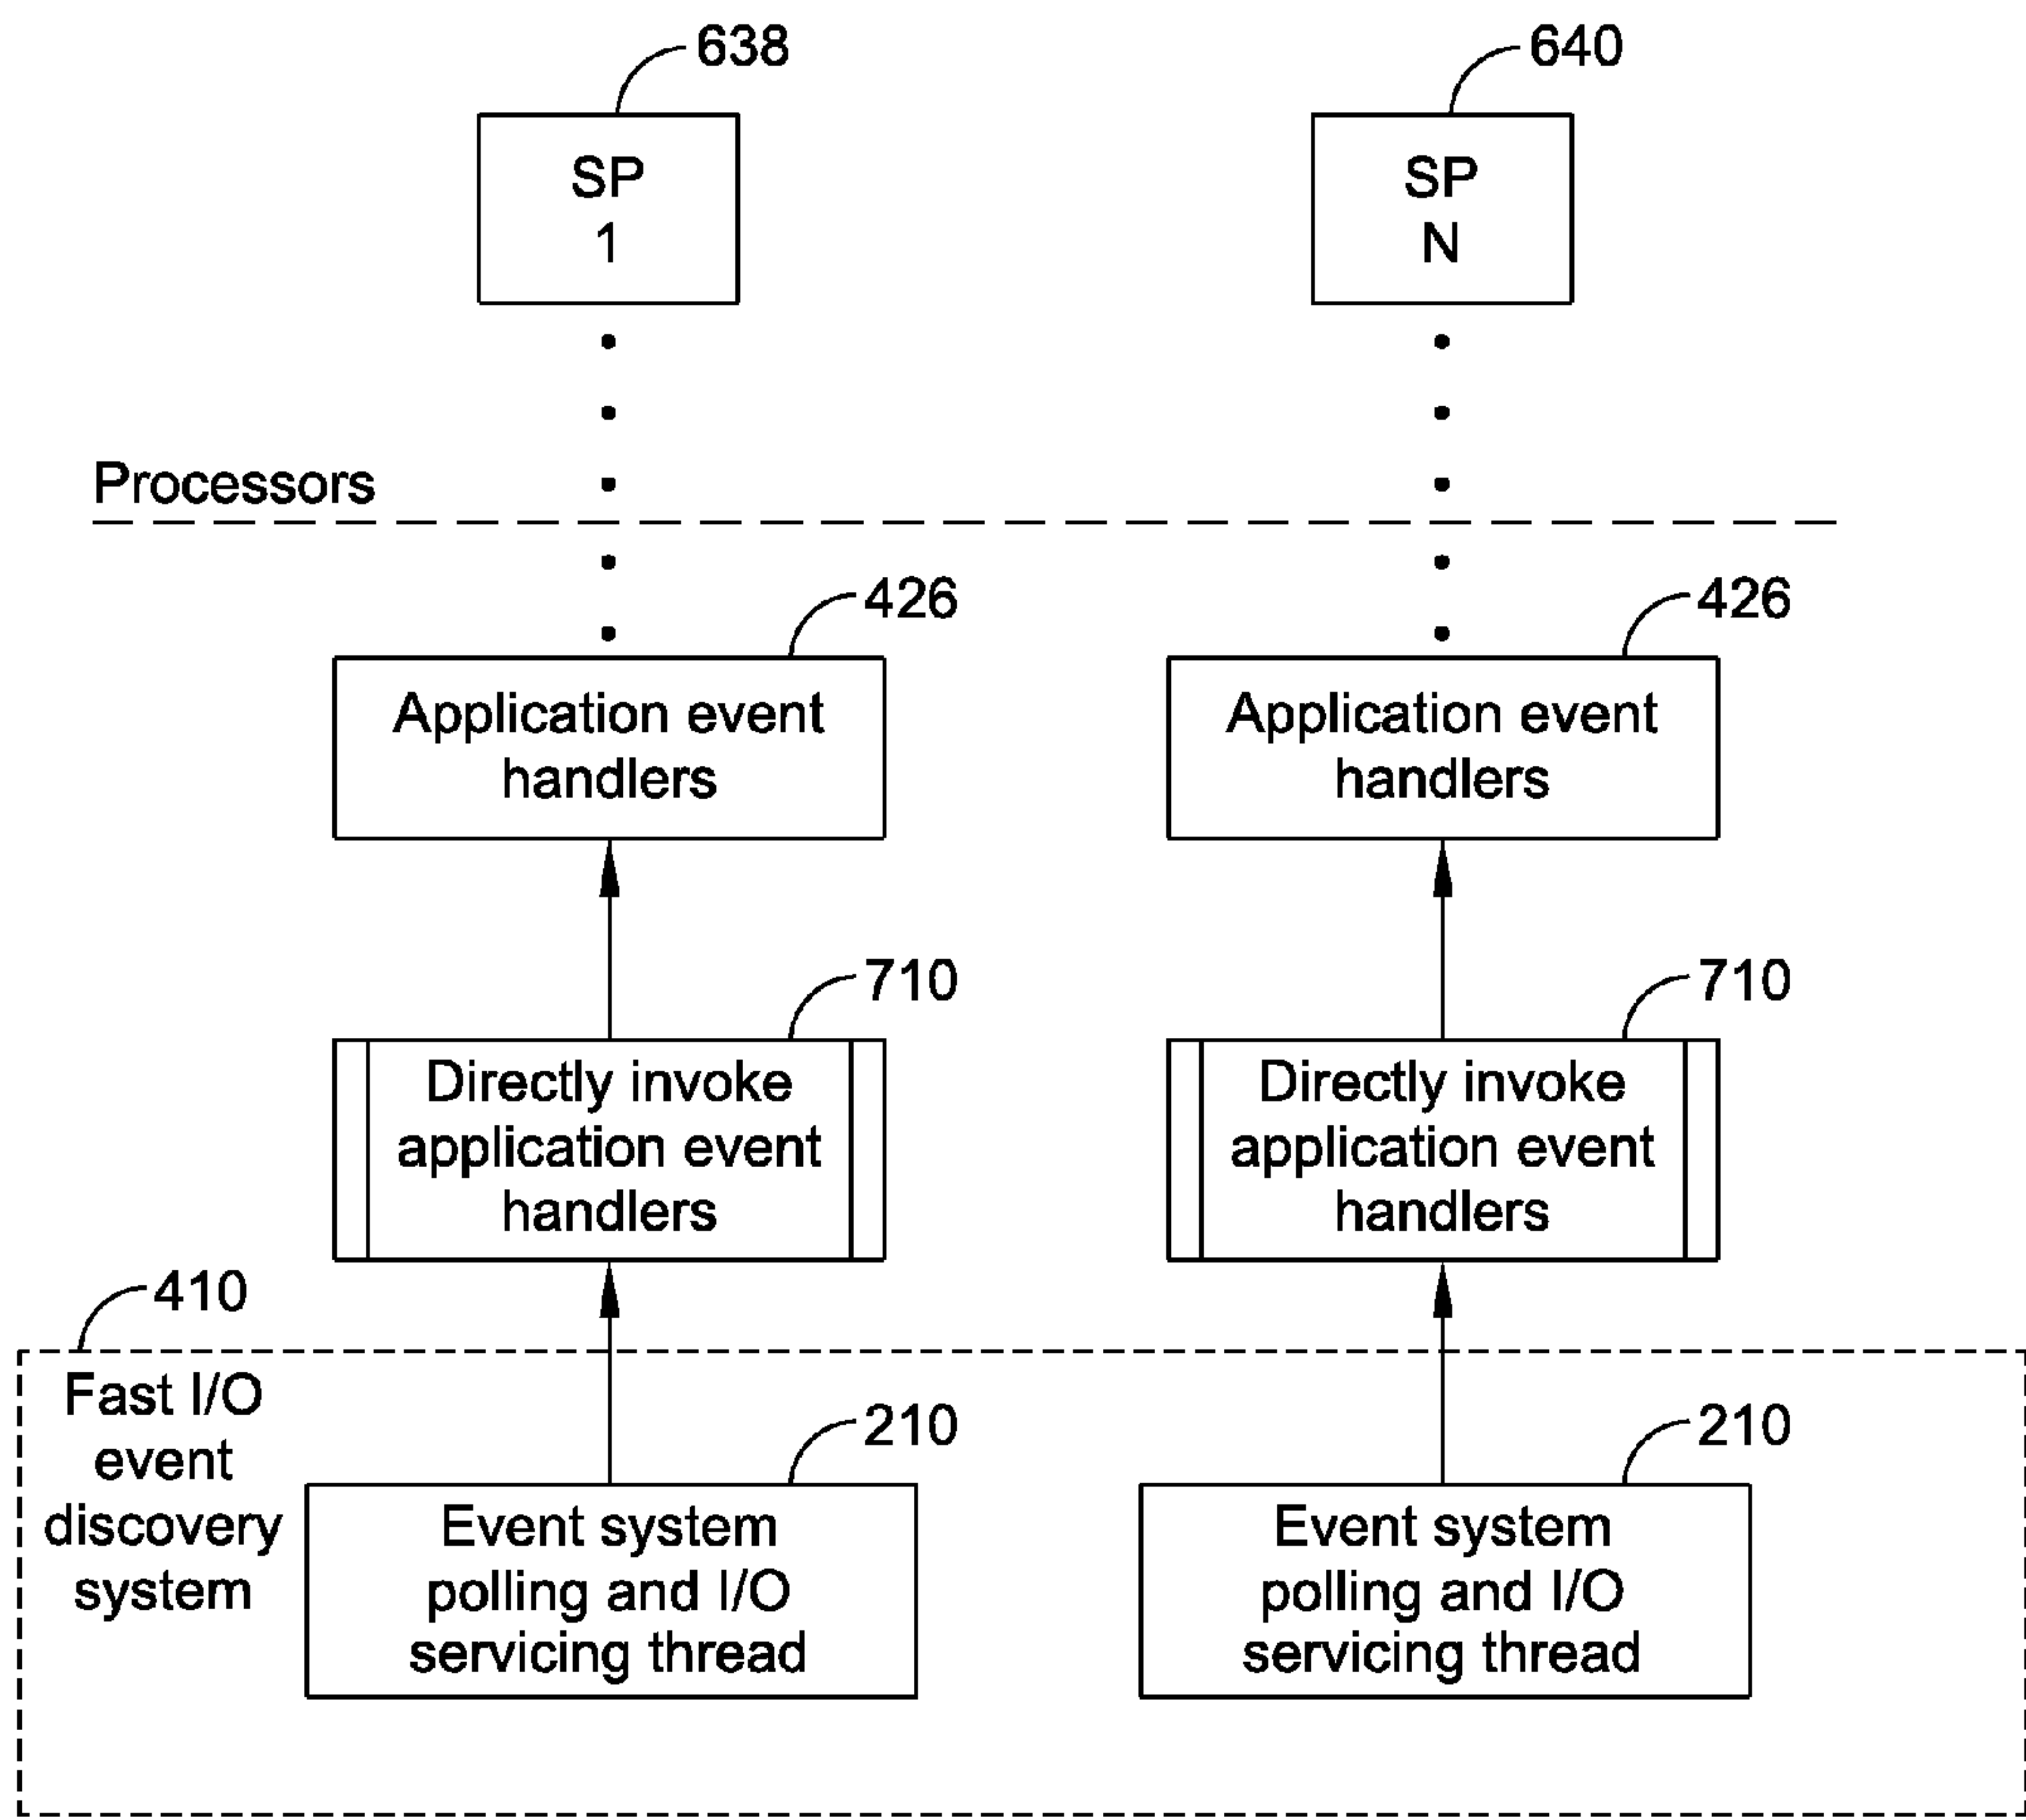 638
640
SP
1
SP
N
Processors
426
426
Application event
handlers
Application event
handlers
710
710
Directly invoke
application event
handlers
Directly invoke
application event
handlers
410
Fast I/O
event
discovery
system
210
210
Event system
polling and I/O
servicing thread
Event system
polling and I/O
servicing thread